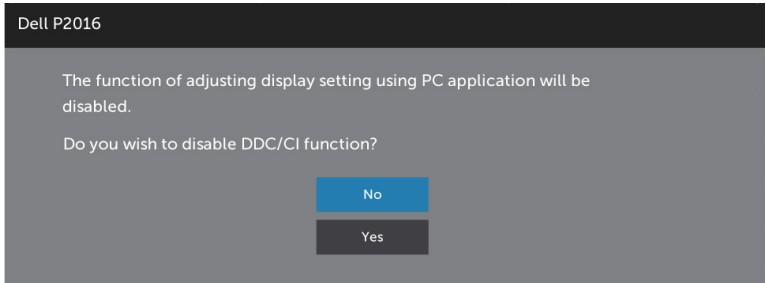 Dell P2016
The function of adjusting display setting using PC application will be
disabled.
Do you wish to disable DDC/CI function?
No
Yes